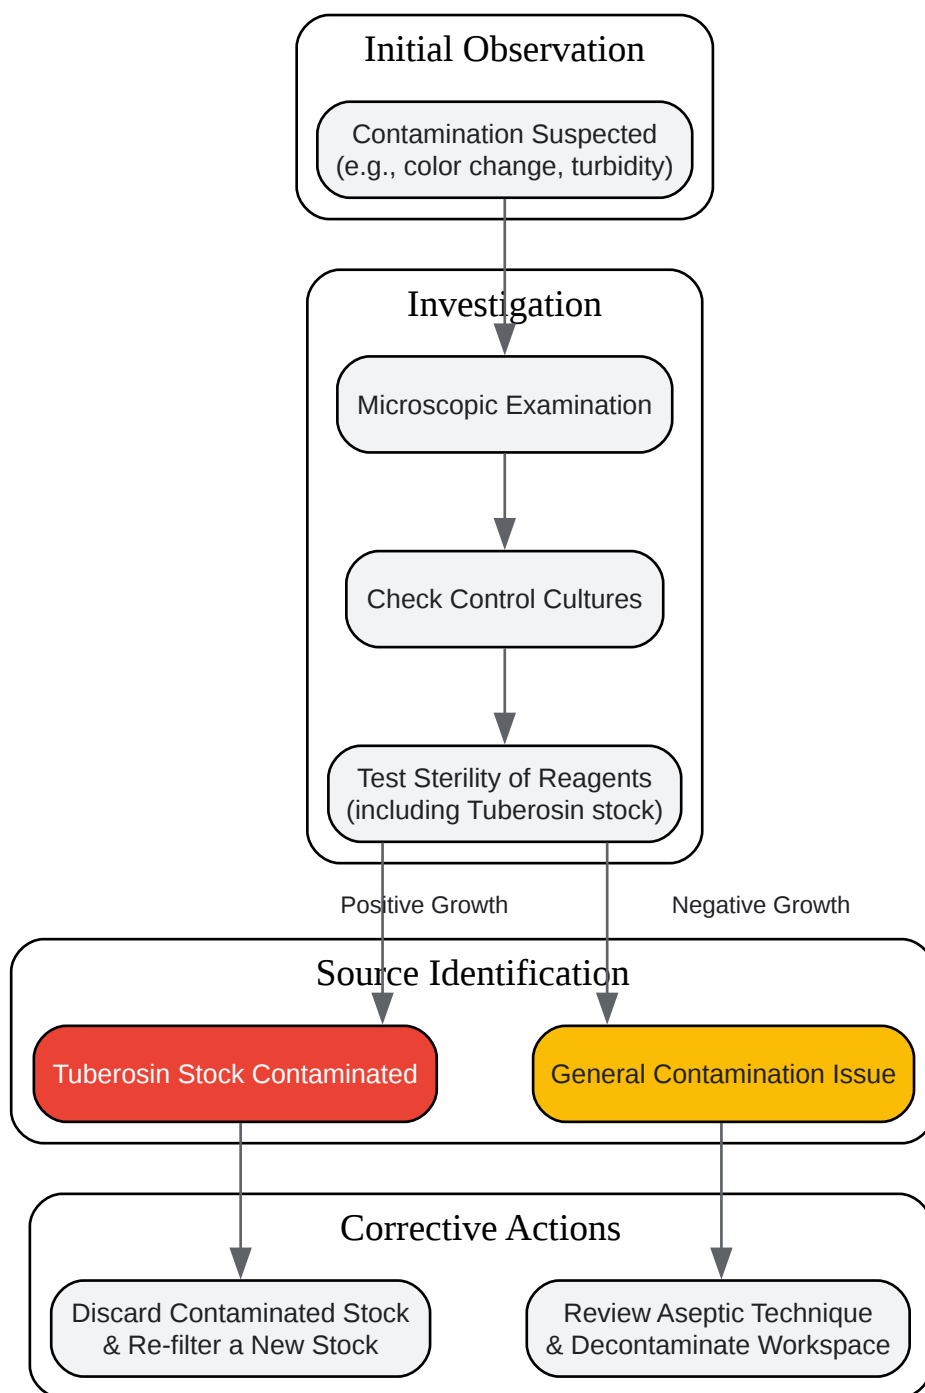 Initial Observation
Contamination Suspected
(e.g., color change, turbidity)
Investigation
Microscopic Examination
Check Control Cultures
Test Sterility of Reagents
(including Tuberosin stock)
Positive Growth
Negative Growth
Source Identification
Tuberosin Stock Contaminated
General Contamination Issue
Corrective Actions
Discard Contaminated Stock
& Re-filter a New Stock
Review Aseptic Technique
& Decontaminate Workspace